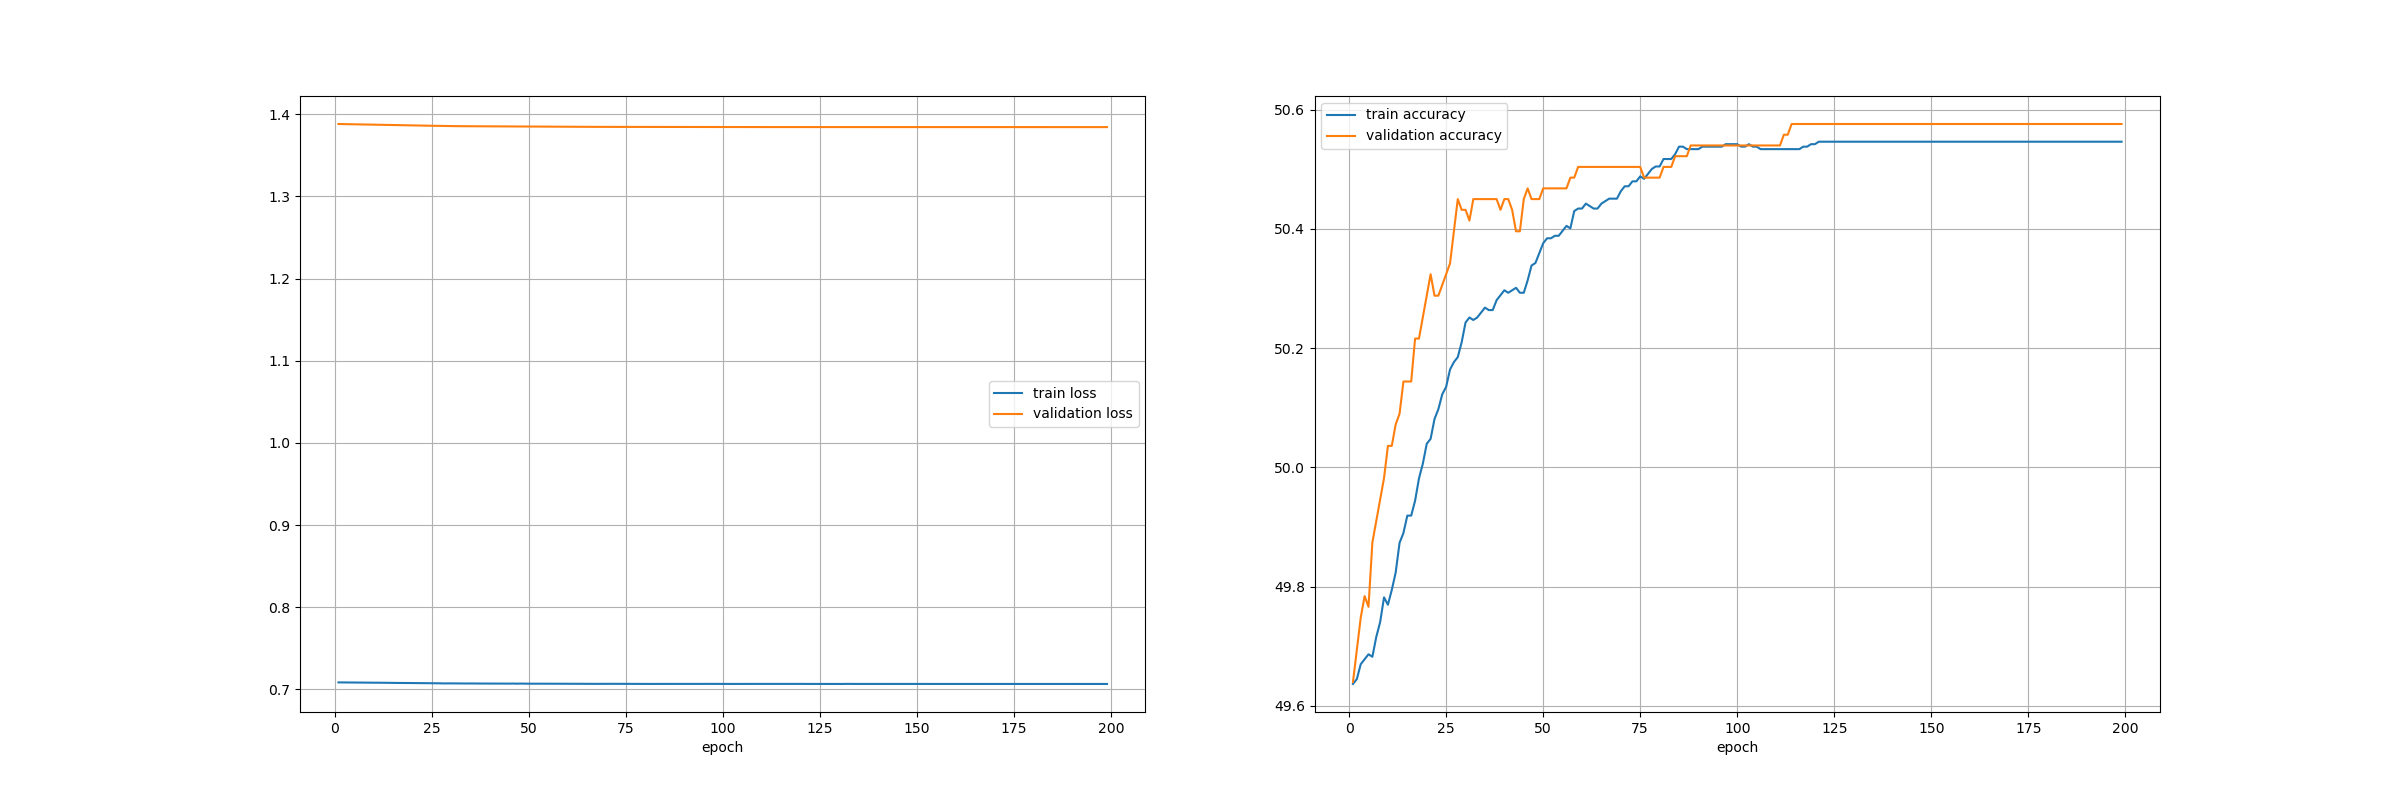 1.4
1.3
1.2
1.1
1.0
0.9
0.8
0.7
0 25 50 75 100 125 150 175 200
epoch
train loss
validation loss
50.6
50.4
50.2
50.0
49.8
49.6
0 25 50 75 100 125 150 175 200
epoch
train accuracy
validation accuracy